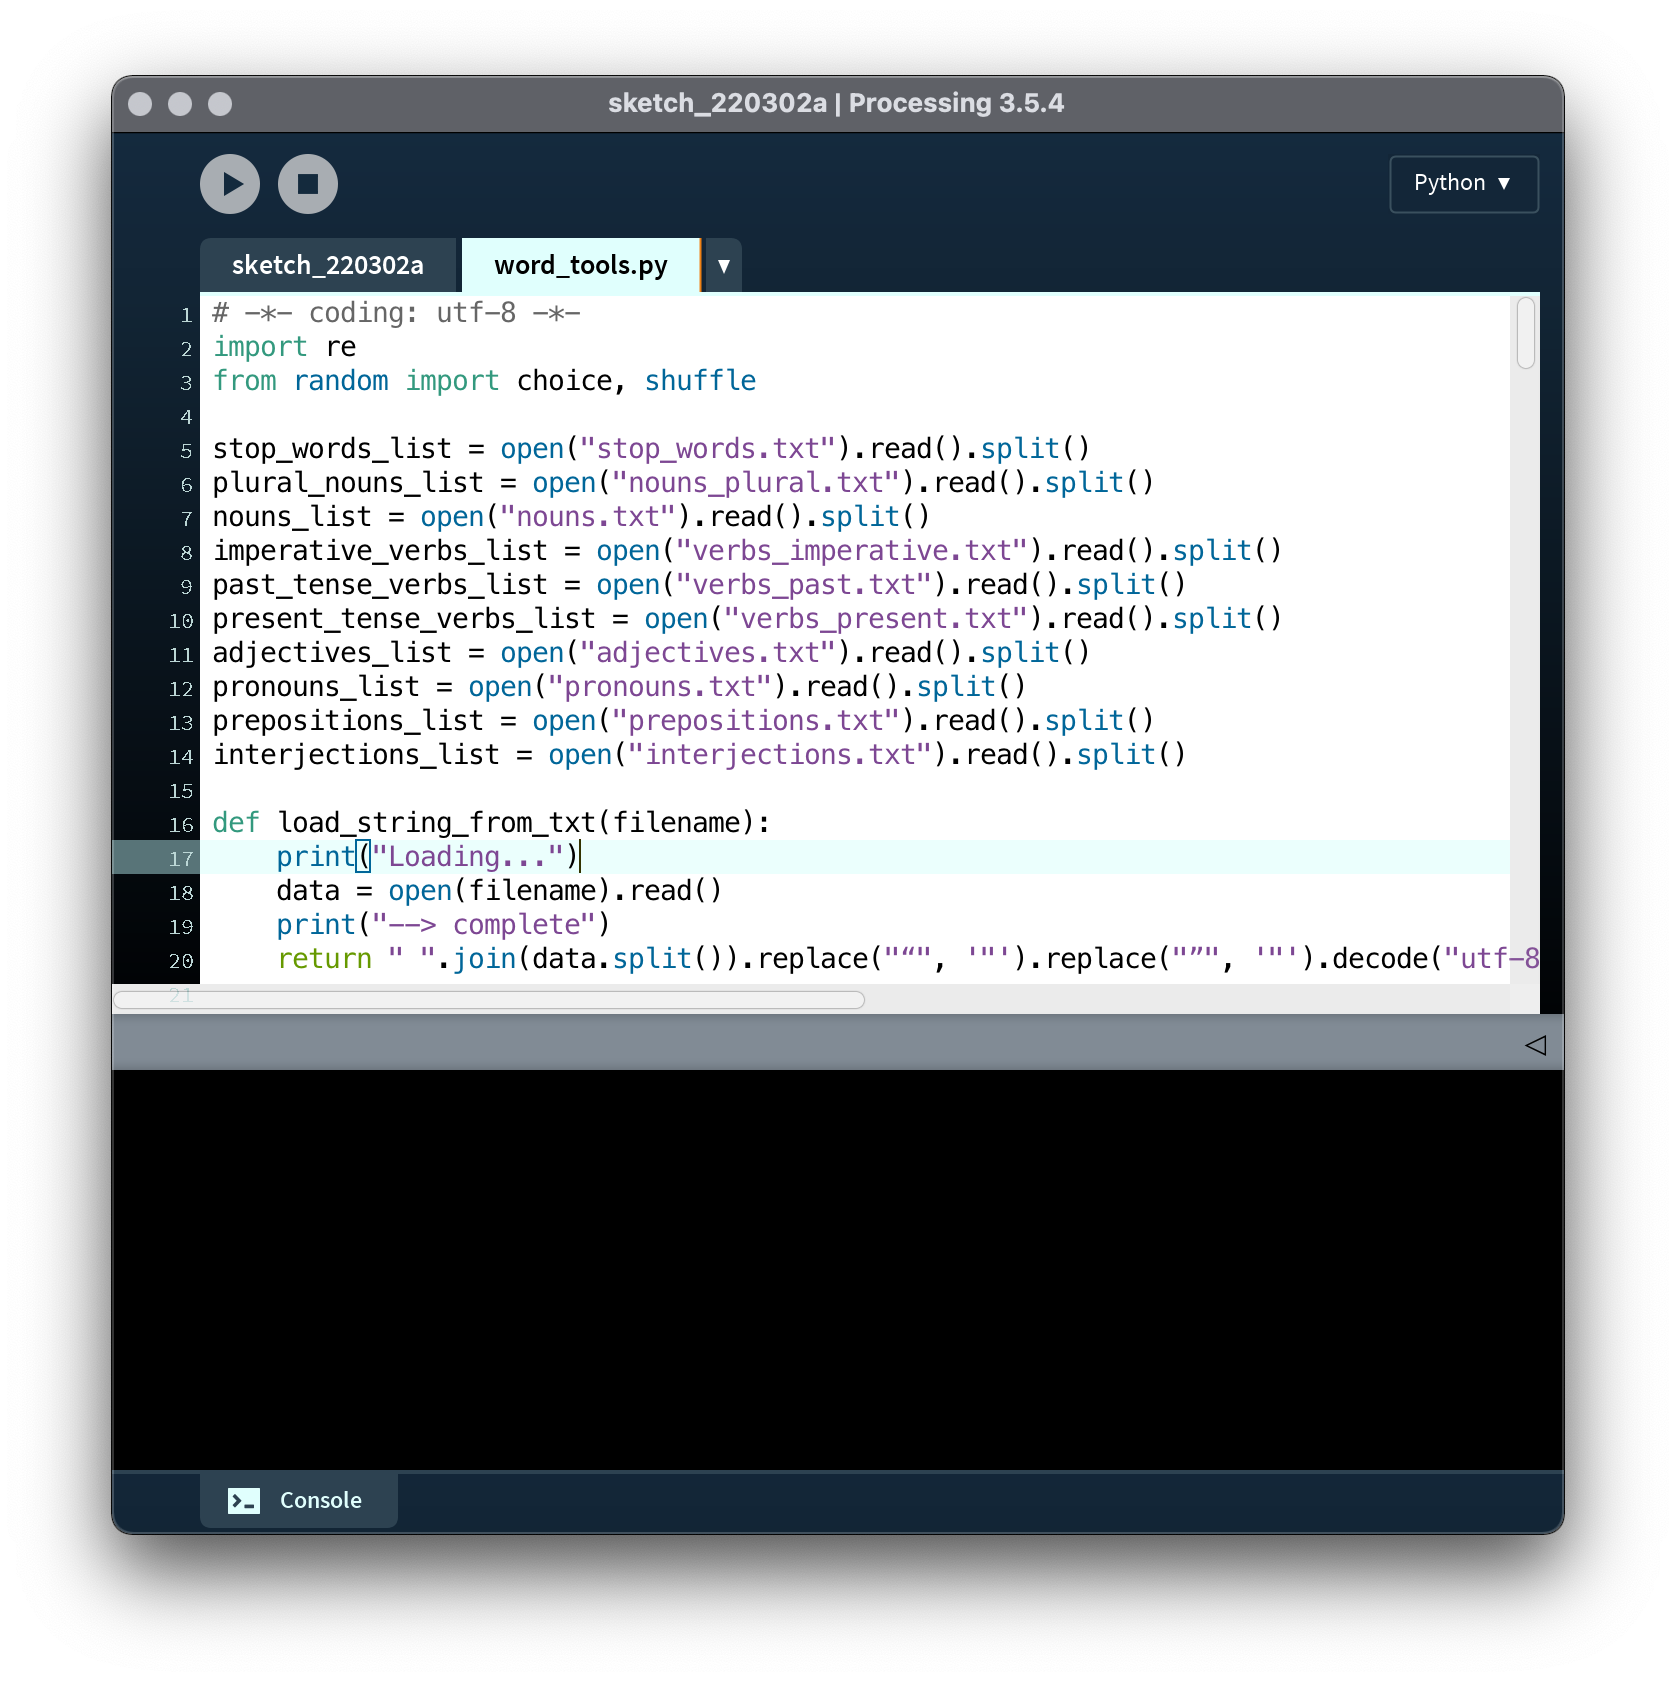 sketch_220302a | Processing 3.5.4
Python ▼
sketch_220302a word_tools.py ▼
1 # -*- coding: utf-8 -*-
2 import re
3 from random import choice, shuffle
4
5 stop_words_list = open("stop_words.txt").read().split()
6 plural_nouns_list = open("nouns_plural.txt").read().split()
7 nouns_list = open("nouns.txt").read().split()
8 imperative_verbs_list = open("verbs_imperative.txt").read().split()
9 past_tense_verbs_list = open("verbs_past.txt").read().split()
10 present_tense_verbs_list = open("verbs_present.txt").read().split()
11 adjectives_list = open("adjectives.txt").read().split()
12 pronouns_list = open("pronouns.txt").read().split()
13 prepositions_list = open("prepositions.txt").read().split()
14 interjections_list = open("interjections.txt").read().split()
15
16 def load_string_from_txt(filename):
17     print("Loading...")
18     data = open(filename).read()
19     print("--> complete")
20     return " ".join(data.split()).replace("“", '"').replace("”", '"').decode("utf-8
21
Console